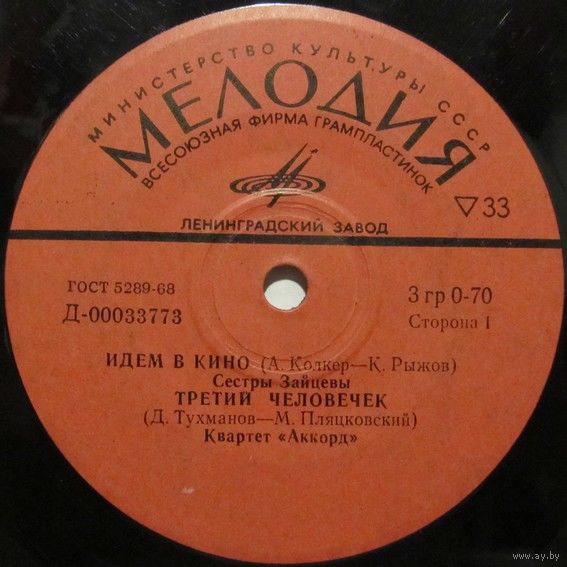 МИНИСТЕРСТВО КУЛЬТУРЫ СССР
МЕЛОДИЯ
ВСЕСОЮЗНАЯ ФИРМА ГРАМПЛАСТИНОК
▽33
ЛЕНИНГРАДСКИЙ ЗАВОД
ГОСТ 5289-68
3 гр 0-70
Д-00033773
Сторона 1
ИДЕМ В КИНО (А. Колкер—К. Рыжов)
Сестры Зайцевы
ТРЕТИЙ ЧЕЛОВЕЧЕК
(Д. Тухманов—М. Пляцковский)
Квартет «Аккорд»
www.ay.by